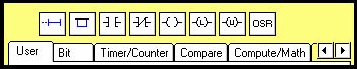 (L) (U) OSR
User Bit Timer/Counter Compare Compute/Math